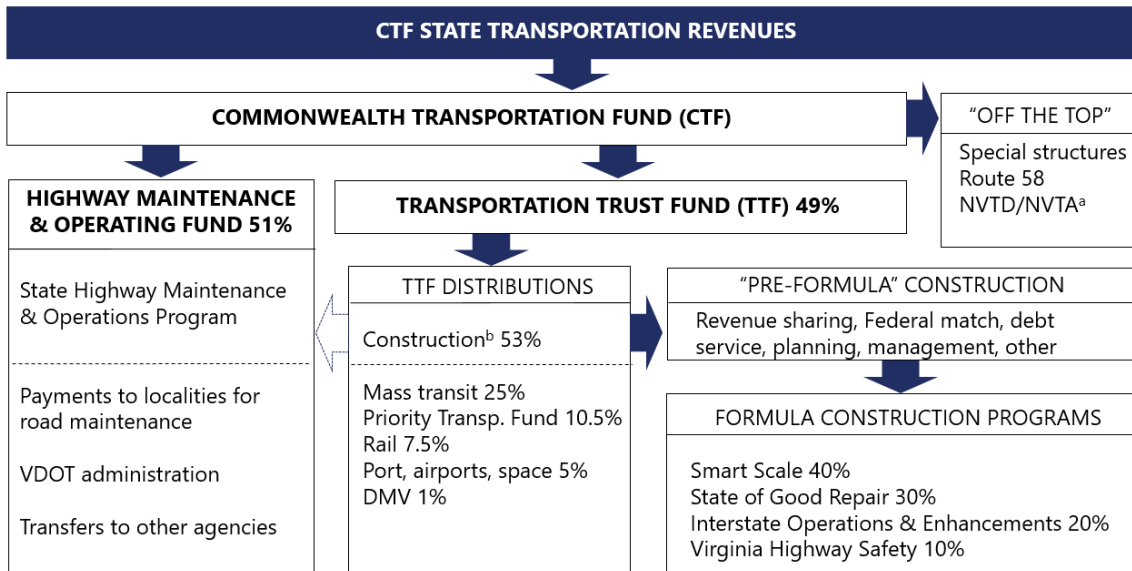 CTF STATE TRANSPORTATION REVENUES
COMMONWEALTH TRANSPORTATION FUND (CTF)
“OFF THE TOP”
Special structures
Route 58
NVTD/NVTAᵃ
HIGHWAY MAINTENANCE
& OPERATING FUND 51%
State Highway Maintenance
& Operations Program
Payments to localities for
road maintenance
VDOT administration
Transfers to other agencies
TRANSPORTATION TRUST FUND (TTF) 49%
TTF DISTRIBUTIONS
Constructionᵇ 53%
Mass transit 25%
Priority Transp. Fund 10.5%
Rail 7.5%
Port, airports, space 5%
DMV 1%
“PRE-FORMULA” CONSTRUCTION
Revenue sharing, Federal match, debt
service, planning, management, other
FORMULA CONSTRUCTION PROGRAMS
Smart Scale 40%
State of Good Repair 30%
Interstate Operations & Enhancements 20%
Virginia Highway Safety 10%